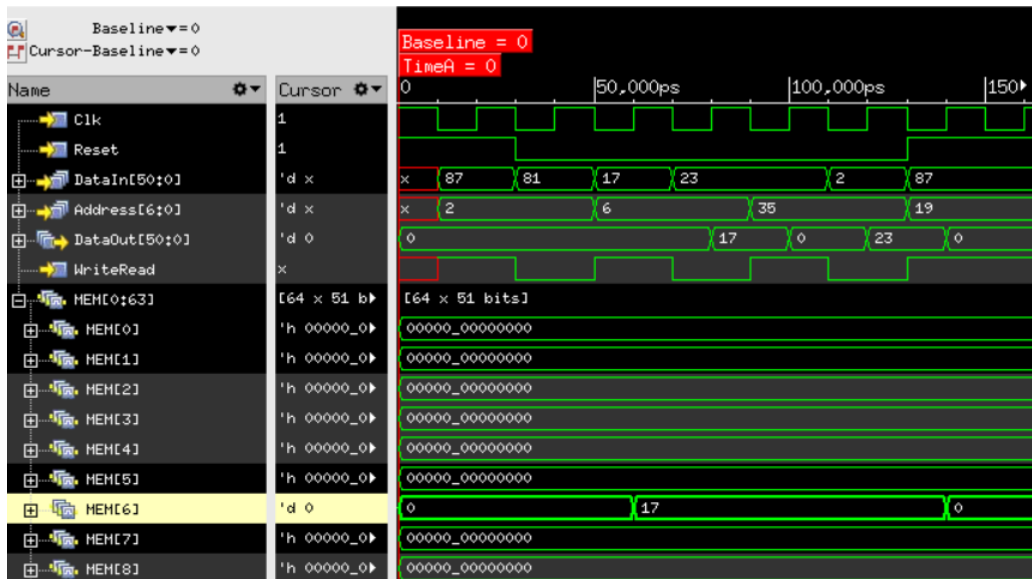 Baseline▼=0
Cursor-Baseline▼=0
Baseline = 0
TimeA = 0
Name Cursor 0 50,000ps 100,000ps 150
Clk 1
Reset 1
DataIn[50:0] 'd x x 87 81 17 23 2 87
Address[6:0] 'd x x 2 6 35 19
DataOut[50:0] 'd 0 0 17 0 23 0
WriteRead x
MEM[0:63] [64 x 51 b [64 x 51 bits]
MEM[0] 'h 00000_0 00000_00000000
MEM[1] 'h 00000_0 00000_00000000
MEM[2] 'h 00000_0 00000_00000000
MEM[3] 'h 00000_0 00000_00000000
MEM[4] 'h 00000_0 00000_00000000
MEM[5] 'h 00000_0 00000_00000000
MEM[6] 'd 0 0 17 0
MEM[7] 'h 00000_0 00000_00000000
MEM[8] 'h 00000_0 00000_00000000